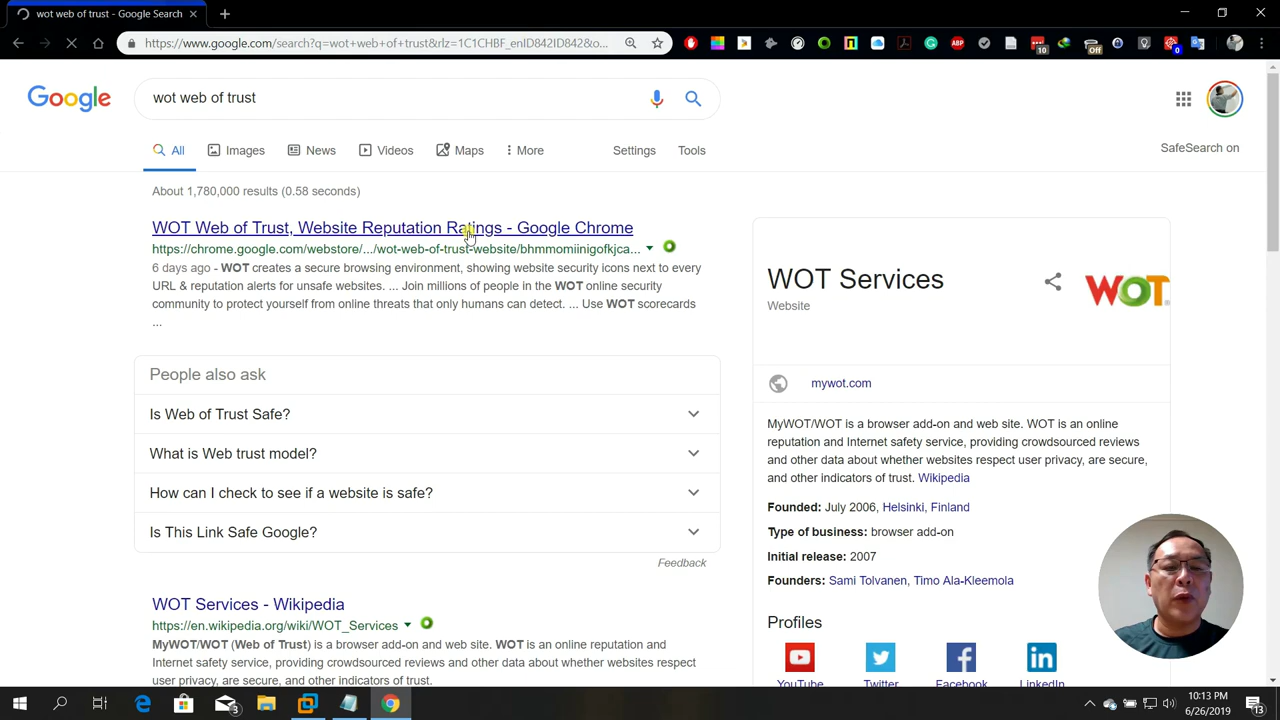 wot web of trust - Google Search
https://www.google.com/search?q=wot+web+of+trust&rlz=1C1CHBF_enID842ID842&o...
ABP
10
Off
0
Google
wot web of trust
All
Images
News
Videos
Maps
More
Settings
Tools
SafeSearch on
About 1,780,000 results (0.58 seconds)
WOT Web of Trust, Website Reputation Ratings - Google Chrome
https://chrome.google.com/webstore/.../wot-web-of-trust-website/bhmmomiinigofkjca...
6 days ago - WOT creates a secure browsing environment, showing website security icons next to every
URL & reputation alerts for unsafe websites. ... Join millions of people in the WOT online security
community to protect yourself from online threats that only humans can detect. ... Use WOT scorecards
...
People also ask
Is Web of Trust Safe?
What is Web trust model?
How can I check to see if a website is safe?
Is This Link Safe Google?
Feedback
WOT Services - Wikipedia
https://en.wikipedia.org/wiki/WOT_Services
MyWOT/WOT (Web of Trust) is a browser add-on and web site. WOT is an online reputation and
Internet safety service, providing crowdsourced reviews and other data about whether websites respect
user privacy, are secure, and other indicators of trust.
WOT Services
Website
WOT
mywot.com
MyWOT/WOT is a browser add-on and web site. WOT is an online
reputation and Internet safety service, providing crowdsourced reviews
and other data about whether websites respect user privacy, are secure,
and other indicators of trust. Wikipedia
Founded: July 2006, Helsinki, Finland
Type of business: browser add-on
Initial release: 2007
Founders: Sami Tolvanen, Timo Ala-Kleemola
Profiles
YouTube
Twitter
Facebook
LinkedIn
3
10:13 PM
6/26/2019
13